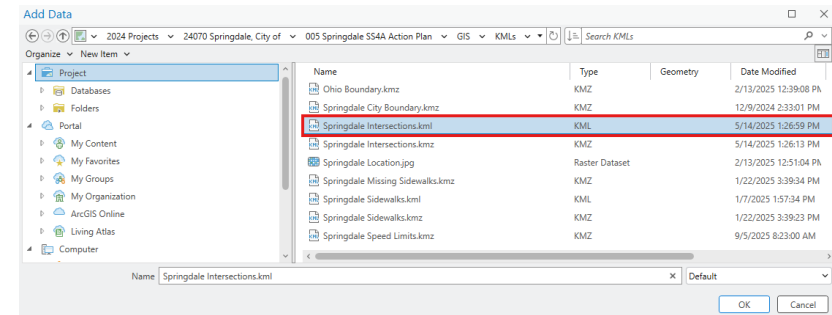 Add Data
2024 Projects 24070 Springdale, City of 005 Springdale SS4A Action Plan GIS KMLs Search KMLs
Organize New Item
Project
Databases
Folders
Portal
My Content
My Favorites
My Groups
My Organization
ArcGIS Online
Living Atlas
Computer
Name Type Geometry Date Modified
Ohio Boundary.kmz KMZ 2/13/2025 12:39:08 PM
Springdale City Boundary.kmz KMZ 12/9/2024 2:33:01 PM
Springdale Intersections.kml KML 5/14/2025 1:26:59 PM
Springdale Intersections.kmz KMZ 5/14/2025 1:26:13 PM
Springdale Location.jpg Raster Dataset 2/13/2025 12:51:04 PM
Springdale Missing Sidewalks.kmz KMZ 1/22/2025 3:39:34 PM
Springdale Sidewalks.kml KML 1/7/2025 1:57:34 PM
Springdale Sidewalks.kmz KMZ 1/22/2025 3:39:23 PM
Springdale Speed Limits.kmz KMZ 9/5/2025 8:23:00 AM
Name Springdale Intersections.kml Default
OK Cancel